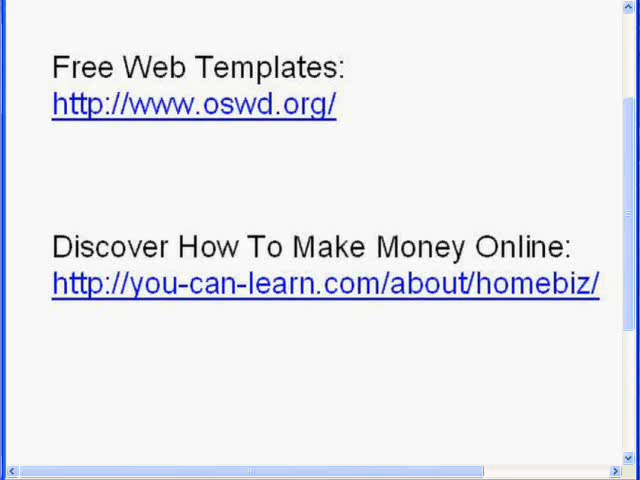 Free Web Templates:
http://www.oswd.org/
Discover How To Make Money Online:
http://you-can-learn.com/about/homebiz/